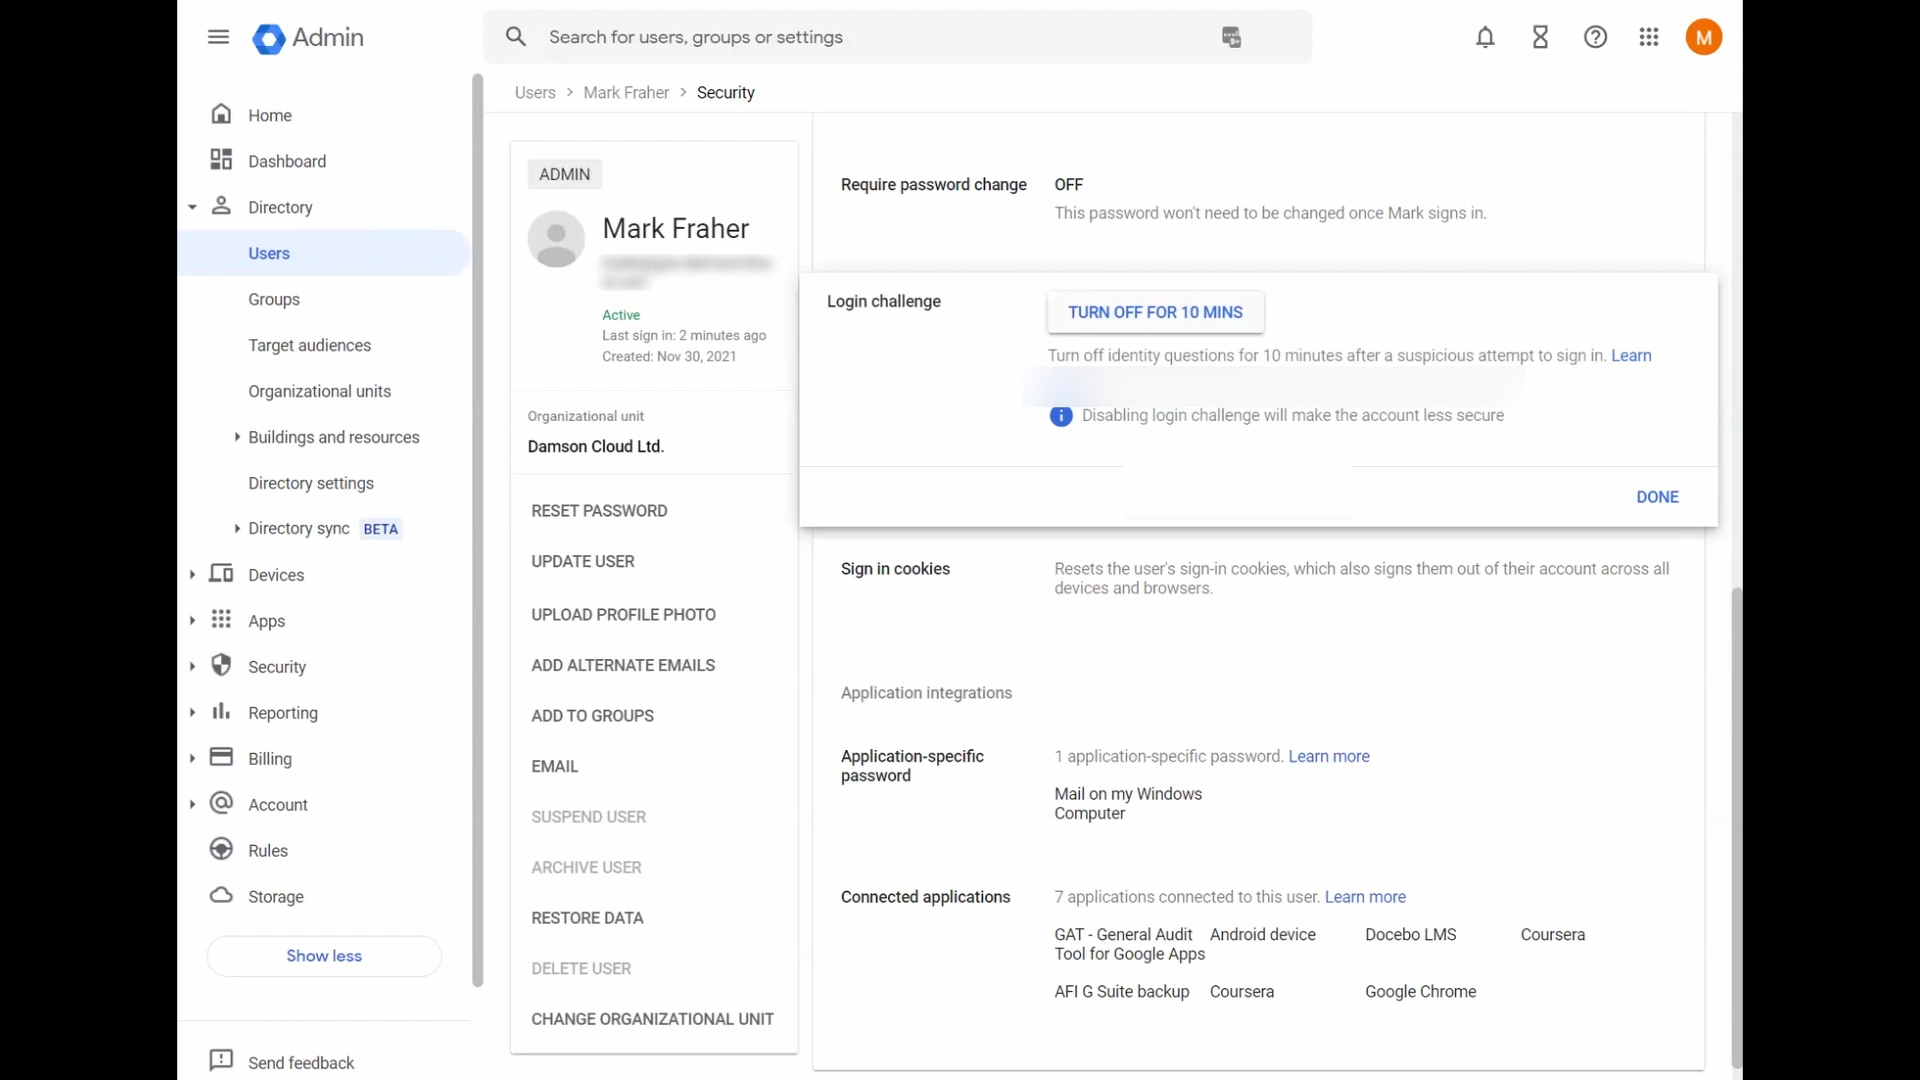 Admin
Search for users, groups or settings
M
Home
Dashboard
Directory
Users
Groups
Target audiences
Organizational units
Buildings and resources
Directory settings
Directory sync BETA
Devices
Apps
Security
Reporting
Billing
Account
Rules
Storage
Show less
Send feedback
Users > Mark Fraher > Security
ADMIN
Mark Fraher
Active
Last sign in: 2 minutes ago
Created: Nov 30, 2021
Organizational unit
Damson Cloud Ltd.
RESET PASSWORD
UPDATE USER
UPLOAD PROFILE PHOTO
ADD ALTERNATE EMAILS
ADD TO GROUPS
EMAIL
SUSPEND USER
ARCHIVE USER
RESTORE DATA
DELETE USER
CHANGE ORGANIZATIONAL UNIT
Require password change
OFF
This password won't need to be changed once Mark signs in.
Login challenge
TURN OFF FOR 10 MINS
Turn off identity questions for 10 minutes after a suspicious attempt to sign in. Learn
Disabling login challenge will make the account less secure
DONE
Sign in cookies
Resets the user's sign-in cookies, which also signs them out of their account across all
devices and browsers.
Application integrations
Application-specific
password
1 application-specific password. Learn more
Mail on my Windows
Computer
Connected applications
7 applications connected to this user. Learn more
GAT - General Audit
Tool for Google Apps
Android device
Docebo LMS
Coursera
AFI G Suite backup
Coursera
Google Chrome